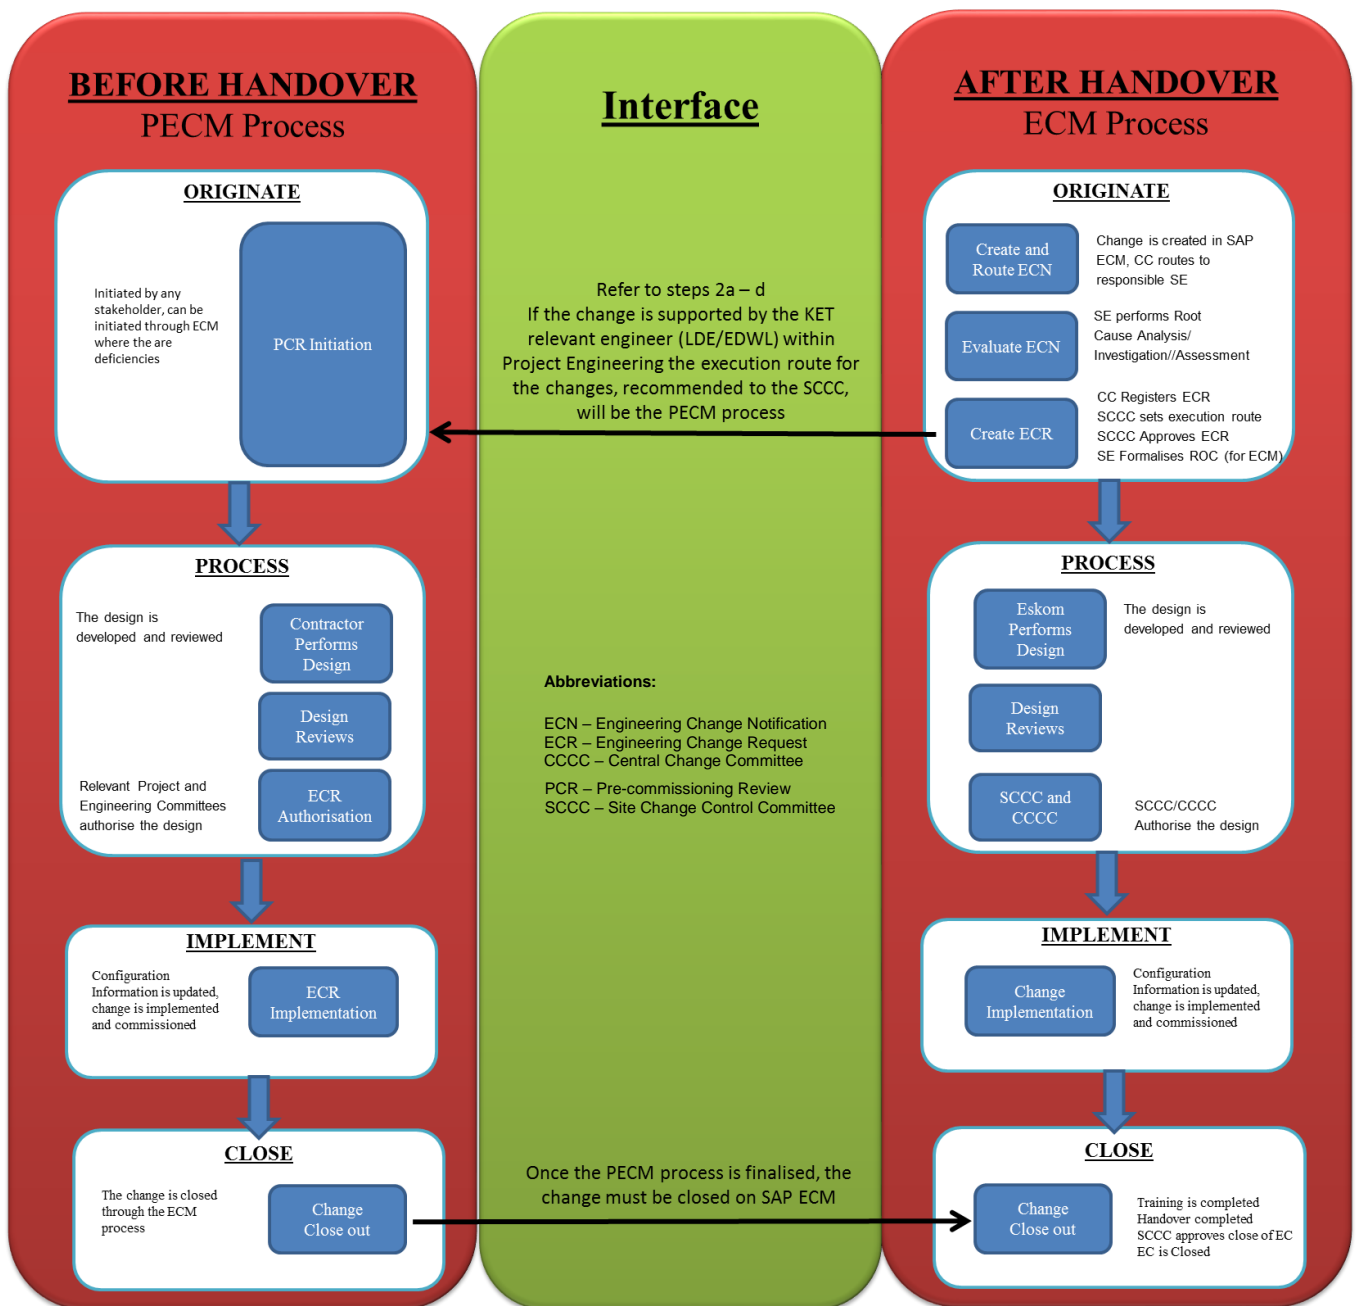 BEFORE HANDOVER
PECM Process
ORIGINATE
Initiated by any
stakeholder, can be
initiated through ECM
where the are
deficiencies
PCR Initiation
PROCESS
The design is
developed and reviewed
Contractor
Performs
Design
Design
Reviews
Relevant Project and
Engineering Committees
authorise the design
ECR
Authorisation
IMPLEMENT
Configuration
Information is updated,
change is implemented
and commissioned
ECR
Implementation
CLOSE
The change is closed
through the ECM
process
Change
Close out
Interface
Refer to steps 2a – d
If the change is supported by the KET
relevant engineer (LDE/EDWL) within
Project Engineering the execution route for
the changes, recommended to the SCCC,
will be the PECM process
Abbreviations:
ECN – Engineering Change Notification
ECR – Engineering Change Request
CCCC – Central Change Committee
PCR – Pre-commissioning Review
SCCC – Site Change Control Committee
Once the PECM process is finalised, the
change must be closed on SAP ECM
AFTER HANDOVER
ECM Process
ORIGINATE
Create and
Route ECN
Change is created in SAP
ECM, CC routes to
responsible SE
Evaluate ECN
SE performs Root
Cause Analysis/
Investigation//Assessment
Create ECR
CC Registers ECR
SCCC sets execution route
SCCC Approves ECR
SE Formalises ROC (for ECM)
PROCESS
Eskom
Performs
Design
The design is
developed and reviewed
Design
Reviews
SCCC and
CCCC
SCCC/CCCC
Authorise the design
IMPLEMENT
Change
Implementation
Configuration
Information is updated,
change is implemented
and commissioned
CLOSE
Change
Close out
Training is completed
Handover completed
SCCC approves close of EC
EC is Closed